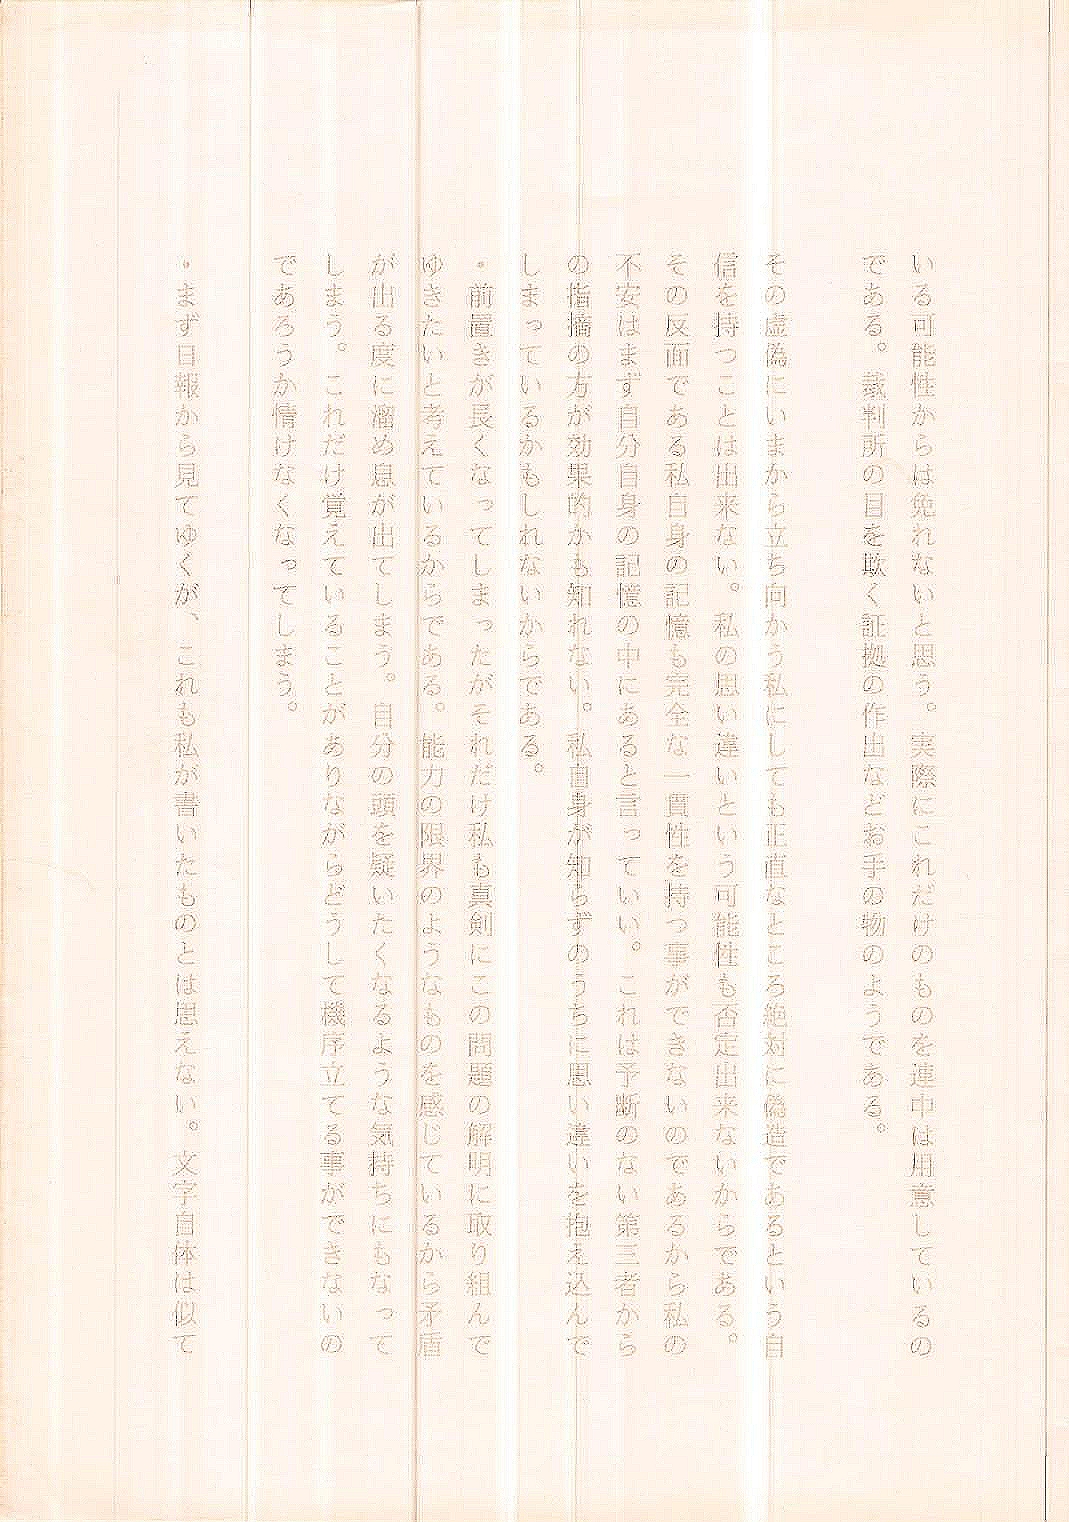 いる可能性からは免れないと思う。実際にこれだけのものを連中は用意しているの
である。裁判所の目を欺く証拠の作出などお手の物のようである。
その虚偽にいまから立ち向かう私にしても正直なところ絶対に偽造であるという自
信を持つことは出来ない。私の思い違いという可能性も否定出来ないからである。
その反面である私自身の記憶も完全な一貫性を持つ事ができないのであるから私の
不安はまず自分自身の記憶の中にあると言っていい。これは予断のない第三者から
の指摘の方が効果的かも知れない。私自身が知らずのうちに思い違いを抱え込んで
しまっているかもしれないからである。
・前置きが長くなってしまったがそれだけ私も真剣にこの問題の解明に取り組んで
ゆきたいと考えているからである。能力の限界のようなものを感じているから矛盾
が出る度に溜め息が出てしまう。自分の頭を疑いたくなるような気持ちにもなって
しまう。これだけ覚えていることがありながらどうして機序立てる事ができないの
であろうか情けなくなってしまう。
・まず日報から見てゆくが、これも私が書いたものとは思えない。文字自体は似て